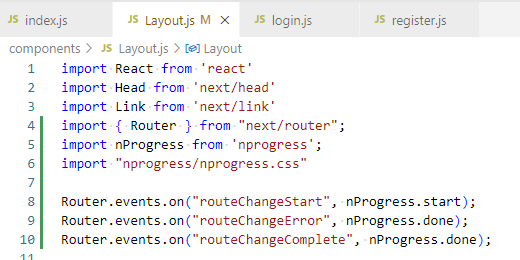 JS index.js JS Layout.js M × JS login.js JS register.js
components > JS Layout.js > Layout
1 import React from 'react'
2 import Head from 'next/head'
3 import Link from 'next/link'
4 import { Router } from "next/router";
5 import nProgress from 'nprogress';
6 import "nprogress/nprogress.css"
7
8 Router.events.on("routeChangeStart", nProgress.start);
9 Router.events.on("routeChangeError", nProgress.done);
10 Router.events.on("routeChangeComplete", nProgress.done);